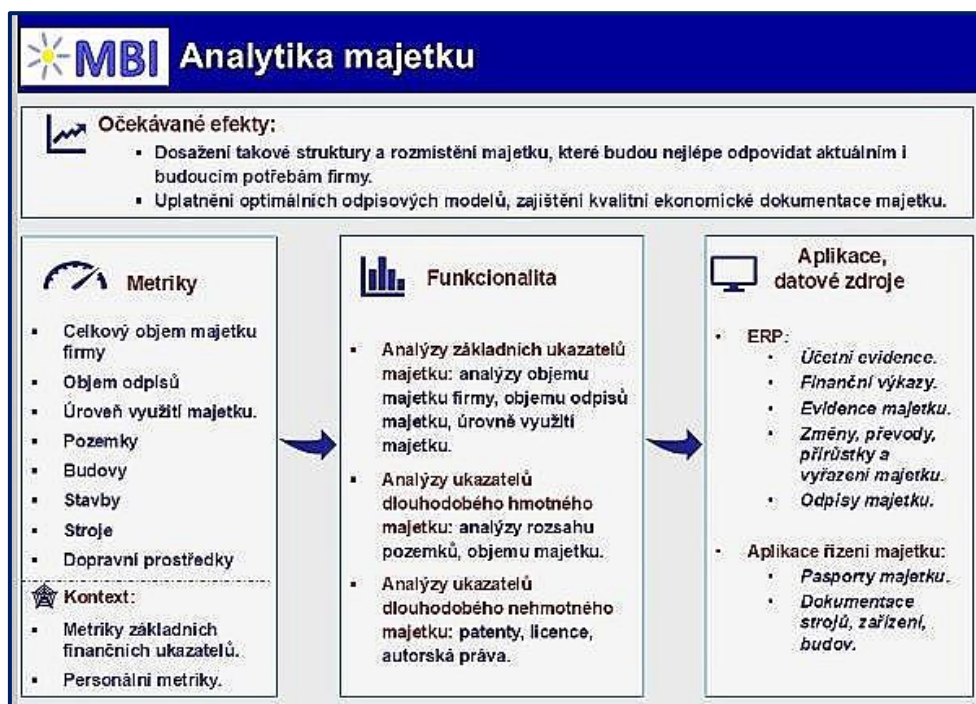 MBI Analytika majetku
Očekávané efekty:
▪ Dosažení takové struktury a rozmístění majetku, které budou nejlépe odpovídat aktuálním i
budoucím potřebám firmy.
▪ Uplatnění optimálních odpisových modelů, zajištění kvalitní ekonomické dokumentace majetku.
Metriky
▪ Celkový objem majetku
firmy
▪ Objem odpisů
▪ Úroveň využití majetku.
▪ Pozemky
▪ Budovy
▪ Stavby
▪ Stroje
▪ Dopravní prostředky
Kontext:
▪ Metriky základních
finančních ukazatelů.
▪ Personální metriky.
Funkcionalita
▪ Analýzy základních ukazatelů
majetku: analýzy objemu
majetku firmy, objemu odpisů
majetku, úrovně využití
majetku.
▪ Analýzy ukazatelů
dlouhodobého hmotného
majetku: analýzy rozsahu
pozemků, objemu majetku.
▪ Analýzy ukazatelů
dlouhodobého nehmotného
majetku: patenty, licence,
autorská práva.
Aplikace,
datové zdroje
• ERP:
• Účetní evidence.
• Finanční výkazy.
• Evidence majetku.
• Změny, převody,
přírůstky a
vyřazení majetku.
• Odpisy majetku.
• Aplikace řízení majetku:
• Pasporty majetku.
• Dokumentace
strojů, zařízení,
budov.